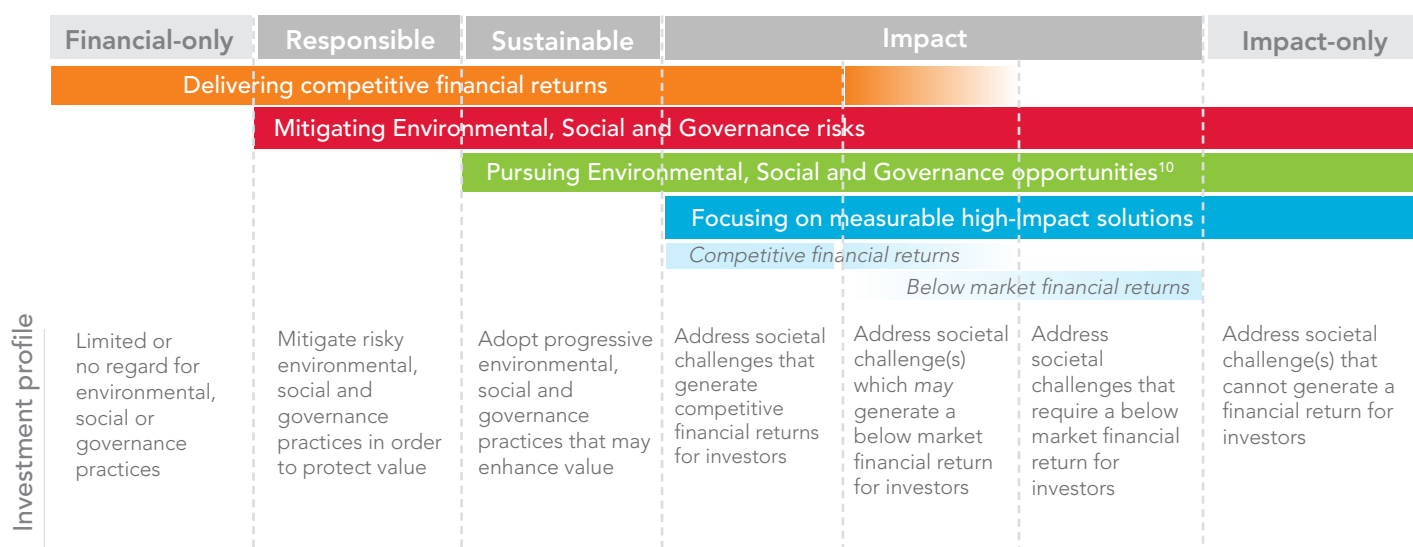 Financial-only
Responsible
Sustainable
Impact
Impact-only
Delivering competitive financial returns
Mitigating Environmental, Social and Governance risks
Pursuing Environmental, Social and Governance opportunities¹⁰
Focusing on measurable high-impact solutions
Competitive financial returns
Below market financial returns
Investment profile
Limited or
no regard for
environmental,
social or
governance
practices
Mitigate risky
environmental,
social and
governance
practices in order
to protect value
Adopt progressive
environmental,
social and
governance
practices that may
enhance value
Address societal
challenges that
generate
competitive
financial returns
for investors
Address societal
challenge(s)
which may
generate a
below market
financial return
for investors
Address
societal
challenges that
require a below
market financial
return for
investors
Address societal
challenge(s) that
cannot generate a
financial return for
investors